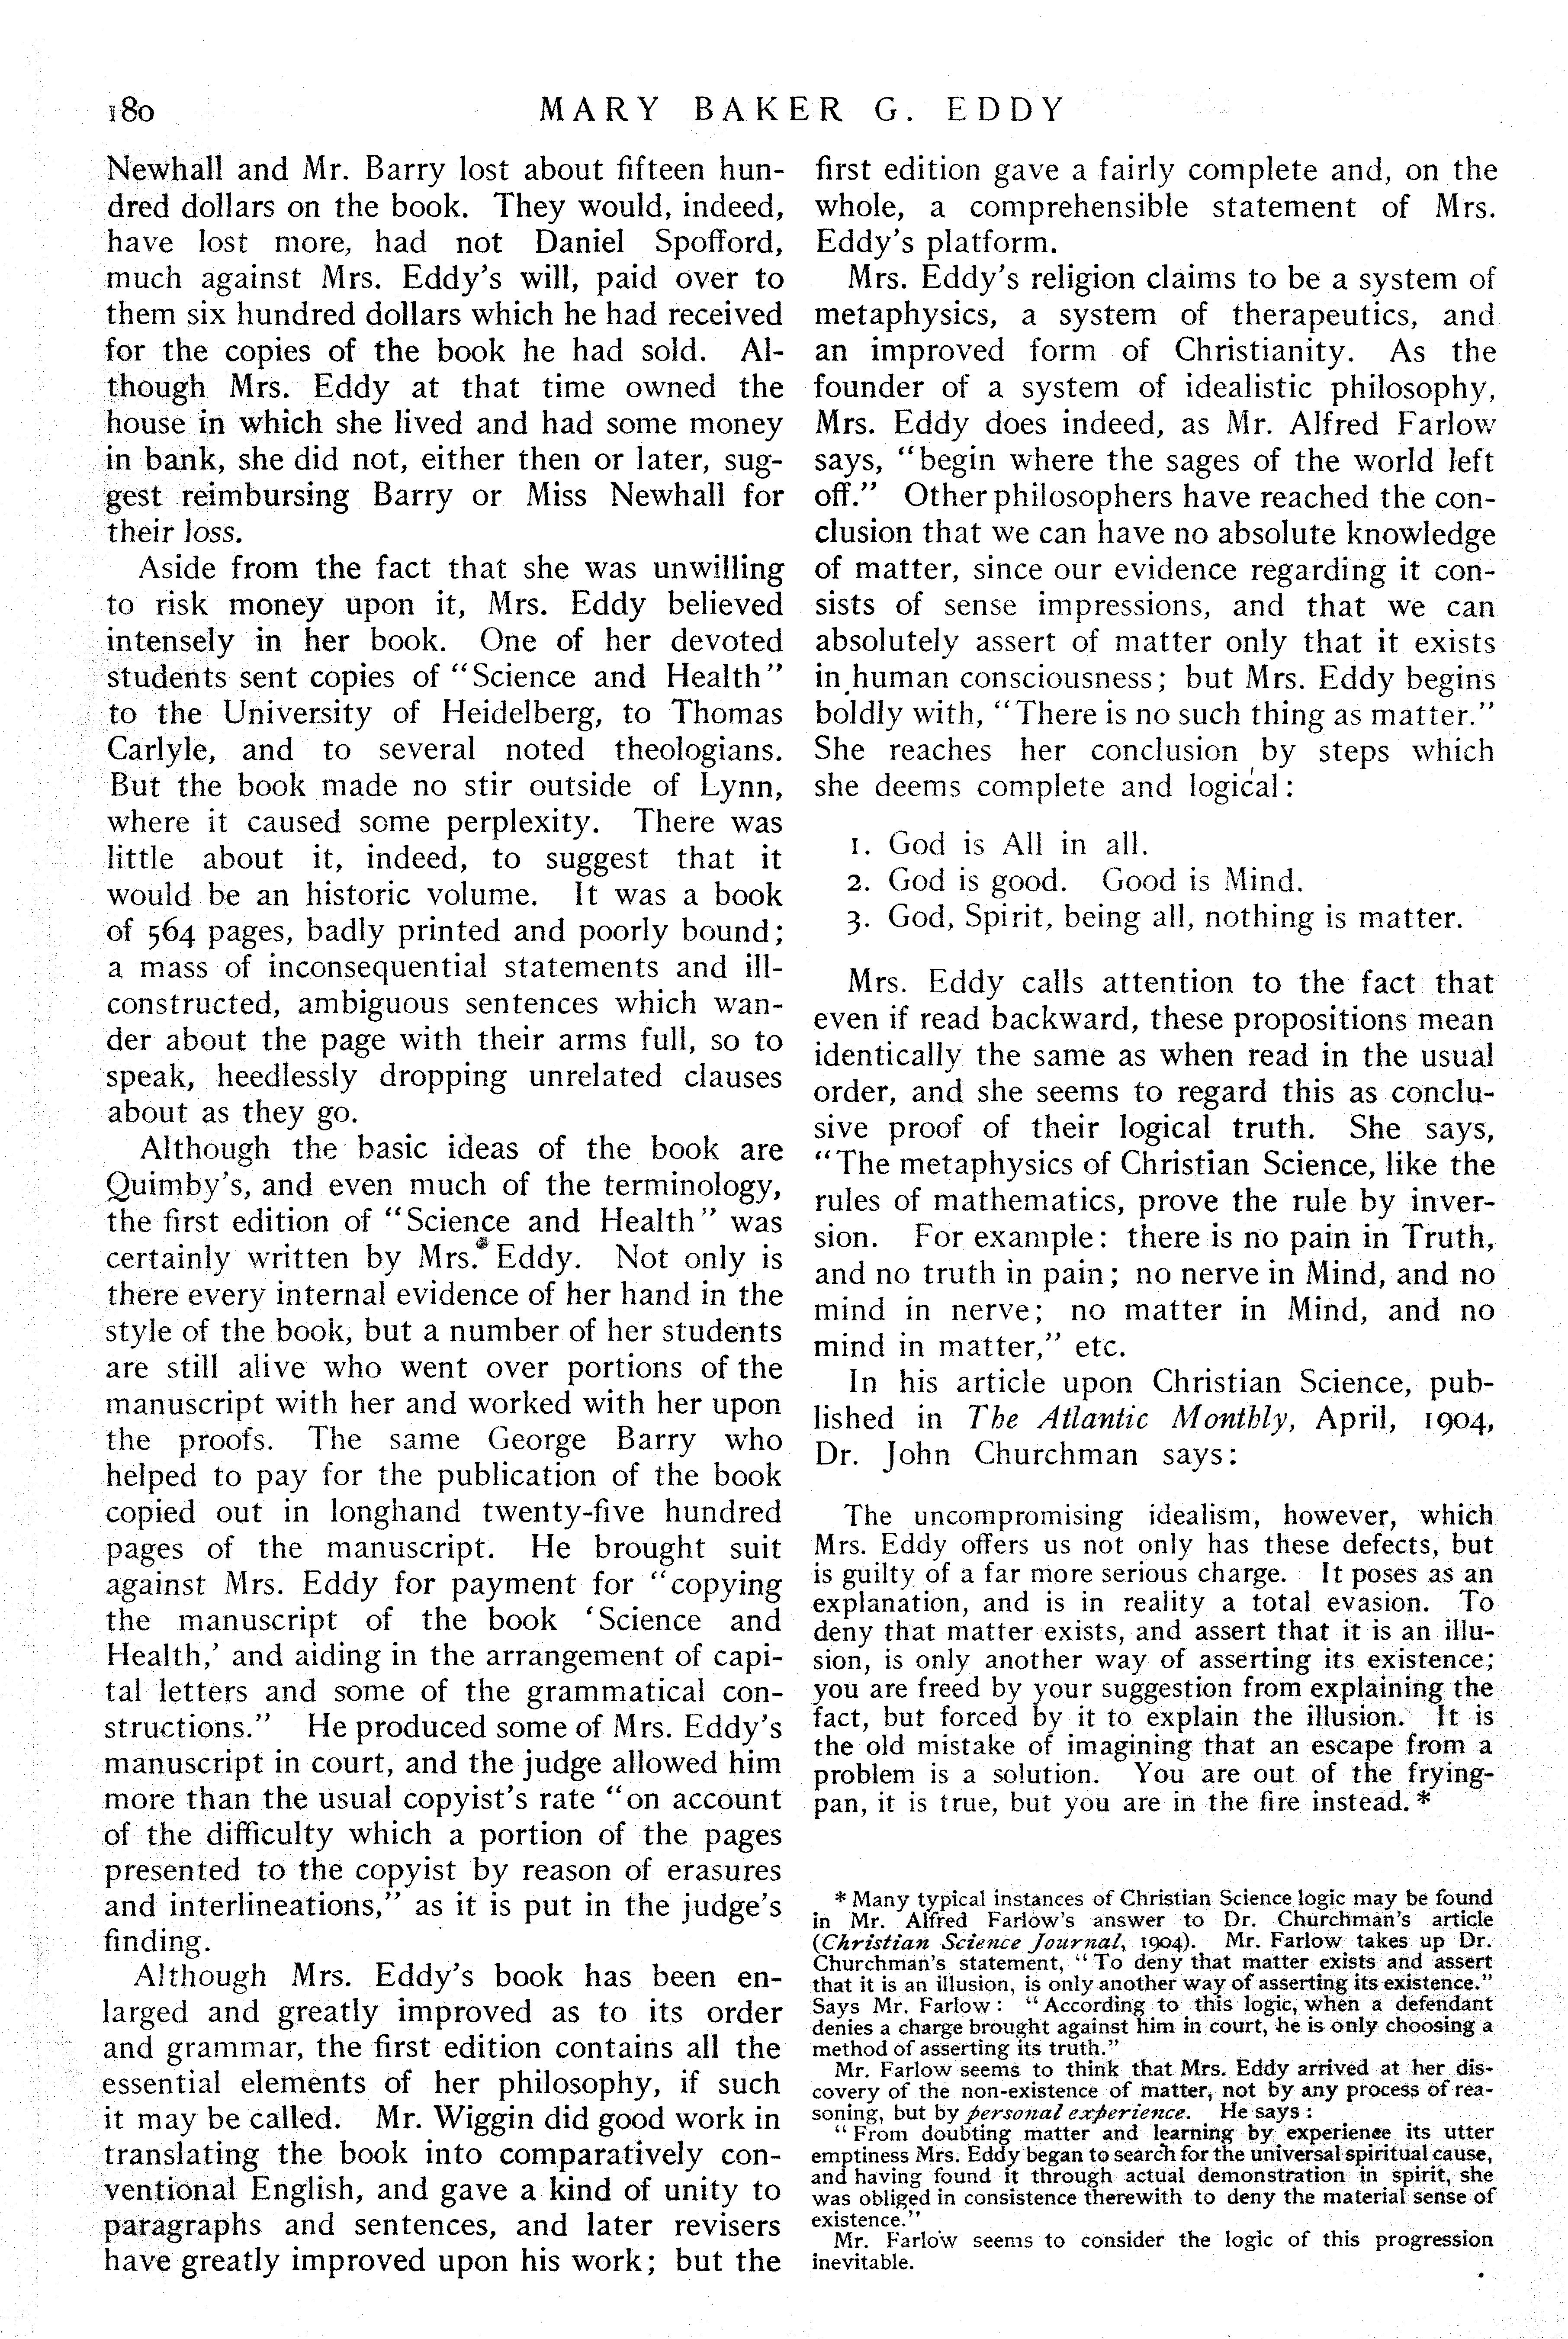 180 MARY BAKER G. EDDY
Newhall and Mr. Barry lost about fifteen hun-
dred dollars on the book. They would, indeed,
have lost more, had not Daniel Spofford,
much against Mrs. Eddy's will, paid over to
them six hundred dollars which he had received
for the copies of the book he had sold. Al-
though Mrs. Eddy at that time owned the
house in which she lived and had some money
in bank, she did not, either then or later, sug-
gest reimbursing Barry or Miss Newhall for
their loss.
Aside from the fact that she was unwilling
to risk money upon it, Mrs. Eddy believed
intensely in her book. One of her devoted
students sent copies of “Science and Health”
to the University of Heidelberg, to Thomas
Carlyle, and to several noted theologians.
But the book made no stir outside of Lynn,
where it caused some perplexity. There was
little about it, indeed, to suggest that it
would be an historic volume. It was a book
of 564 pages, badly printed and poorly bound;
a mass of inconsequential statements and ill-
constructed, ambiguous sentences which wan-
der about the page with their arms full, so to
speak, heedlessly dropping unrelated clauses
about as they go.
Although the basic ideas of the book are
Quimby's, and even much of the terminology,
the first edition of “Science and Health” was
certainly written by Mrs. Eddy. Not only is
there every internal evidence of her hand in the
style of the book, but a number of her students
are still alive who went over portions of the
manuscript with her and worked with her upon
the proofs. The same George Barry who
helped to pay for the publication of the book
copied out in longhand twenty-five hundred
pages of the manuscript. He brought suit
against Mrs. Eddy for payment for “copying
the manuscript of the book ‘Science and
Health,’ and aiding in the arrangement of capi-
tal letters and some of the grammatical con-
structions.” He produced some of Mrs. Eddy's
manuscript in court, and the judge allowed him
more than the usual copyist's rate “on account
of the difficulty which a portion of the pages
presented to the copyist by reason of erasures
and interlineations,” as it is put in the judge's
finding.
Although Mrs. Eddy's book has been en-
larged and greatly improved as to its order
and grammar, the first edition contains all the
essential elements of her philosophy, if such
it may be called. Mr. Wiggin did good work in
translating the book into comparatively con-
ventional English, and gave a kind of unity to
paragraphs and sentences, and later revisers
have greatly improved upon his work; but the
first edition gave a fairly complete and, on the
whole, a comprehensible statement of Mrs.
Eddy's platform.
Mrs. Eddy's religion claims to be a system of
metaphysics, a system of therapeutics, and
an improved form of Christianity. As the
founder of a system of idealistic philosophy,
Mrs. Eddy does indeed, as Mr. Alfred Farlow
says, “begin where the sages of the world left
off.” Other philosophers have reached the con-
clusion that we can have no absolute knowledge
of matter, since our evidence regarding it con-
sists of sense impressions, and that we can
absolutely assert of matter only that it exists
in human consciousness; but Mrs. Eddy begins
boldly with, “There is no such thing as matter.”
She reaches her conclusion by steps which
she deems complete and logical:
1. God is All in all.
2. God is good. Good is Mind.
3. God, Spirit, being all, nothing is matter.
Mrs. Eddy calls attention to the fact that
even if read backward, these propositions mean
identically the same as when read in the usual
order, and she seems to regard this as conclu-
sive proof of their logical truth. She says,
“The metaphysics of Christian Science, like the
rules of mathematics, prove the rule by inver-
sion. For example: there is no pain in Truth,
and no truth in pain; no nerve in Mind, and no
mind in nerve; no matter in Mind, and no
mind in matter,” etc.
In his article upon Christian Science, pub-
lished in The Atlantic Monthly, April, 1904,
Dr. John Churchman says:
The uncompromising idealism, however, which
Mrs. Eddy offers us not only has these defects, but
is guilty of a far more serious charge. It poses as an
explanation, and is in reality a total evasion. To
deny that matter exists, and assert that it is an illu-
sion, is only another way of asserting its existence;
you are freed by your suggestion from explaining the
fact, but forced by it to explain the illusion. It is
the old mistake of imagining that an escape from a
problem is a solution. You are out of the frying-
pan, it is true, but you are in the fire instead.*
* Many typical instances of Christian Science logic may be found
in Mr. Alfred Farlow's answer to Dr. Churchman's article
(Christian Science Journal, 1904). Mr. Farlow takes up Dr.
Churchman's statement, “To deny that matter exists and assert
that it is an illusion, is only another way of asserting its existence.”
Says Mr. Farlow: “According to this logic, when a defendant
denies a charge brought against him in court, he is only choosing a
method of asserting its truth.”
Mr. Farlow seems to think that Mrs. Eddy arrived at her dis-
covery of the non-existence of matter, not by any process of rea-
soning, but by personal experience. He says:
“From doubting matter and learning by experience its utter
emptiness Mrs. Eddy began to search for the universal spiritual cause,
and having found it through actual demonstration in spirit, she
was obliged in consistence therewith to deny the material sense of
existence.”
Mr. Farlow seems to consider the logic of this progression
inevitable.